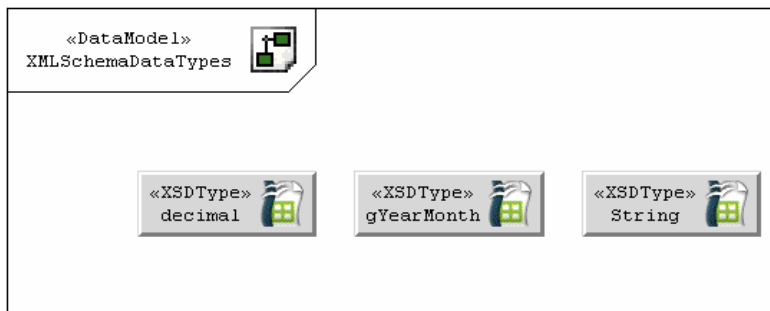 «DataModel»
XMLSchemaDataTypes
«XSDType»
decimal
«XSDType»
gYearMonth
«XSDType»
String